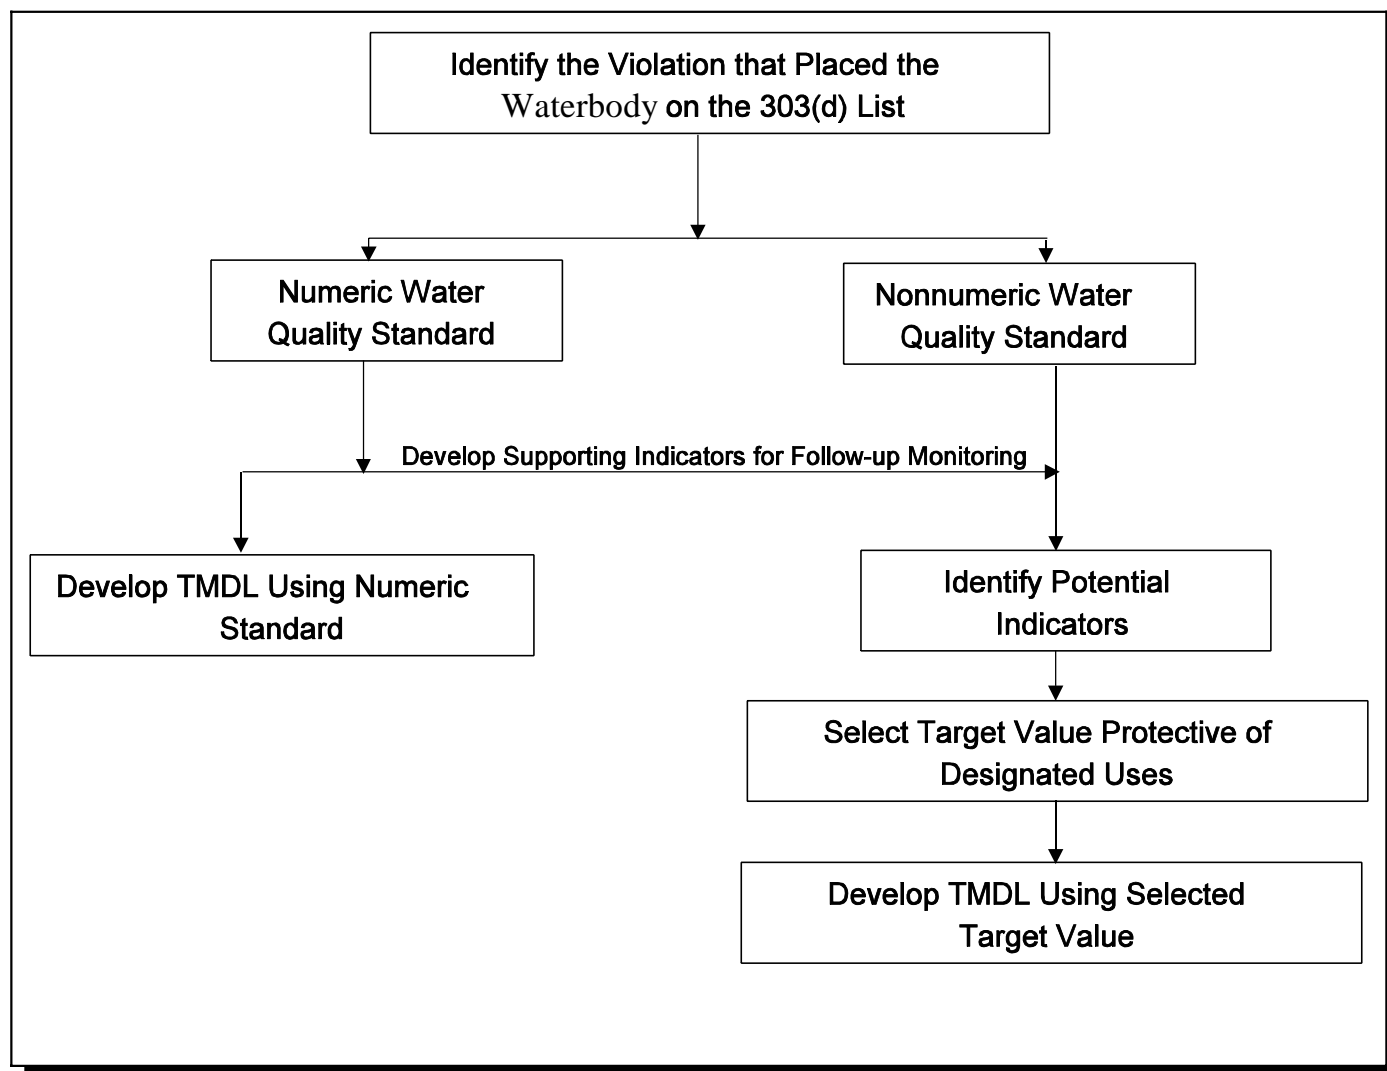 Identify the Violation that Placed the
Waterbody on the 303(d) List
Numeric Water
Quality Standard
Nonnumeric Water
Quality Standard
Develop Supporting Indicators for Follow-up Monitoring
Develop TMDL Using Numeric
Standard
Identify Potential
Indicators
Select Target Value Protective of
Designated Uses
Develop TMDL Using Selected
Target Value